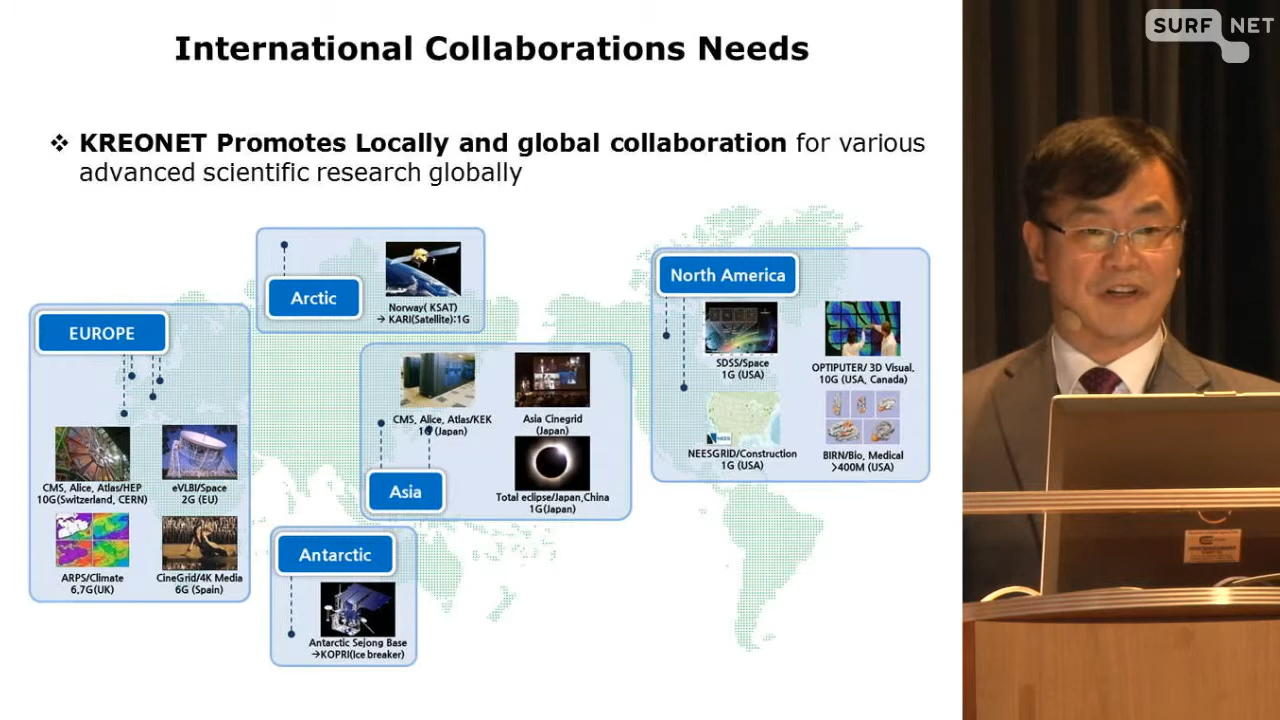 SURF NET
International Collaborations Needs
❖ KREONET Promotes Locally and global collaboration for various
advanced scientific research globally
Arctic
Norway( KSAT)
→ KARI(Satellite):1G
North America
SDSS/Space
1G (USA)
OPTIPUTER/ 3D Visual.
10G (USA, Canada)
NEES
NEESGRID/Construction
1G (USA)
BIRN/Bio, Medical
>400M (USA)
EUROPE
CMS, Alice, Atlas/HEP
10G(Switzerland, CERN)
eVLBI/Space
2G (EU)
ARPS/Climate
6,7G(UK)
CineGrid/4K Media
6G (Spain)
CMS, Alice, Atlas/KEK
1G (Japan)
Asia Cinegrid
(Japan)
Asia
Total eclipse/Japan,China
1G(Japan)
Antarctic
Antarctic Sejong Base
→KOPRI(Ice breaker)